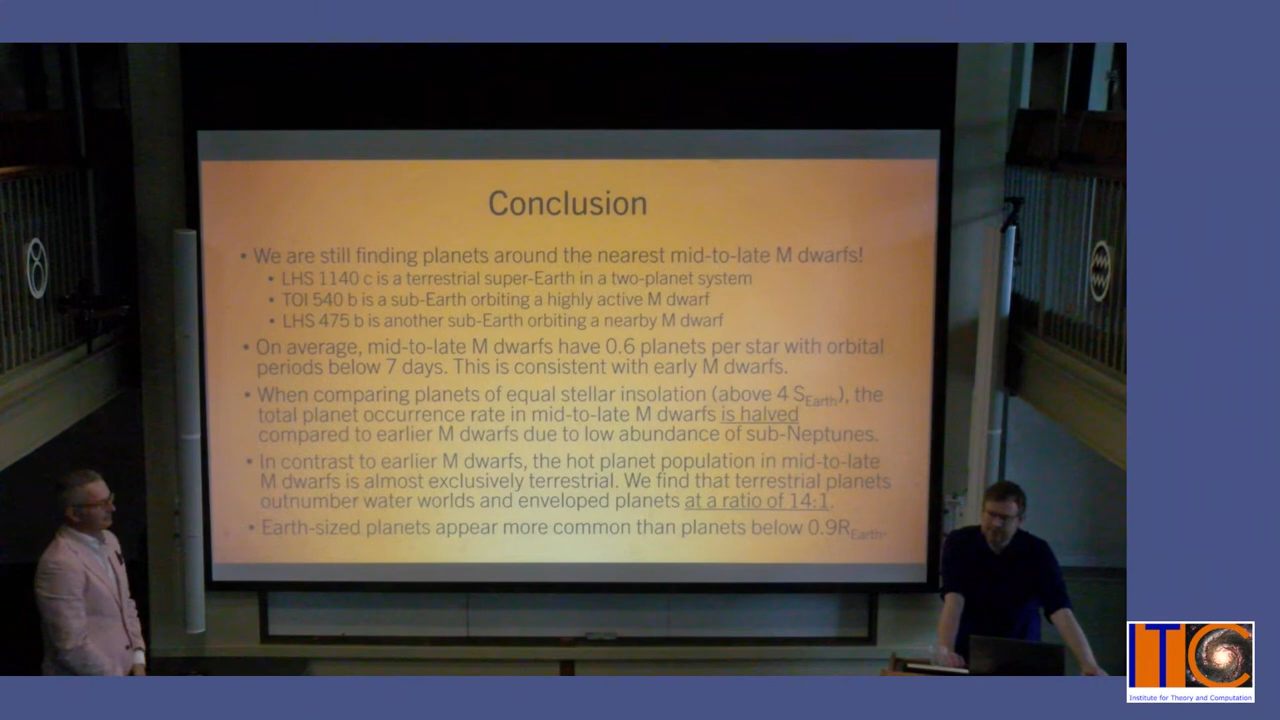 Conclusion
• We are still finding planets around the nearest mid-to-late M dwarfs!
• LHS 1140 c is a terrestrial super-Earth in a two-planet system
• TOI 540 b is a sub-Earth orbiting a highly active M dwarf
• LHS 475 b is another sub-Earth orbiting a nearby M dwarf
• On average, mid-to-late M dwarfs have 0.6 planets per star with orbital
periods below 7 days. This is consistent with early M dwarfs.
• When comparing planets of equal stellar insolation (above 4 SEarth), the
total planet occurrence rate in mid-to-late M dwarfs is halved
compared to earlier M dwarfs due to low abundance of sub-Neptunes.
• In contrast to earlier M dwarfs, the hot planet population in mid-to-late
M dwarfs is almost exclusively terrestrial. We find that terrestrial planets
outnumber water worlds and enveloped planets at a ratio of 14:1.
• Earth-sized planets appear more common than planets below 0.9REarth.
ITC
Institute for Theory and Computation